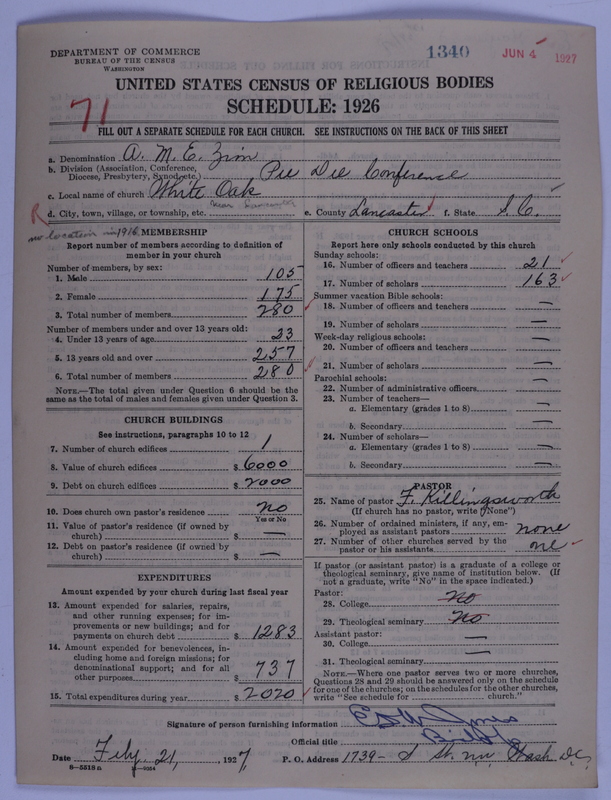 DEPARTMENT OF COMMERCE
BUREAU OF THE CENSUS
WASHINGTON
1340
JUN 4 1927
UNITED STATES CENSUS OF RELIGIOUS BODIES
SCHEDULE: 1926
71
FILL OUT A SEPARATE SCHEDULE FOR EACH CHURCH. SEE INSTRUCTIONS ON THE BACK OF THIS SHEET
a. Denomination A. M. E. Zion
b. Division (Association, Conference, Diocese, Presbytery, Synod, etc.) Pee Dee Conference
c. Local name of church White Oak
R d. City, town, village, or township, etc. near Lancaster e. County Lancaster f. State S. C.
no location in 1916
MEMBERSHIP
Report number of members according to definition of
member in your church
Number of members, by sex:
1. Male 105
2. Female 175
3. Total number of members 280
Number of members under and over 13 years old:
4. Under 13 years of age 23
5. 13 years old and over 257
6. Total number of members 280
NOTE.—The total given under Question 6 should be
same as the total of males and females given under Question 3.
CHURCH BUILDINGS
See instructions, paragraphs 10 to 12
7. Number of church edifices 1
8. Value of church edifices $ 6000
9. Debt on church edifices $ 2000
10. Does church own pastor's residence No
Yes or No
11. Value of pastor's residence (if owned by
church) $ —
12. Debt on pastor's residence (if owned by
church) $ —
EXPENDITURES
Amount expended by your church during last fiscal year
13. Amount expended for salaries, repairs,
and other running expenses; for im-
provements or new buildings; and for
payments on church debt $ 1283
14. Amount expended for benevolences, in-
cluding home and foreign missions; for
denominational support; and for all
other purposes $ 737
15. Total expenditures during year $ 2020
CHURCH SCHOOLS
Report here only schools conducted by this church
Sunday schools:
16. Number of officers and teachers 21
17. Number of scholars 163
Summer vacation Bible schools:
18. Number of officers and teachers —
19. Number of scholars —
Week-day religious schools:
20. Number of officers and teachers —
21. Number of scholars —
Parochial schools:
22. Number of administrative officers —
23. Number of teachers—
a. Elementary (grades 1 to 8) —
b. Secondary —
24. Number of scholars—
a. Elementary (grades 1 to 8) —
b. Secondary —
PASTOR
25. Name of pastor F. Killingsworth
(If church has no pastor, write "None")
26. Number of ordained ministers, if any, em-
ployed as assistant pastors none
27. Number of other churches served by the
pastor or his assistants one
If pastor (or assistant pastor) is a graduate of a college or
theological seminary, give name of institution below. (If
not a graduate, write "No" in the space indicated.)
Pastor:
28. College No
29. Theological seminary No
Assistant pastor:
30. College —
31. Theological seminary —
NOTE.—Where one pastor serves two or more churches,
Questions 28 and 29 should be answered only on the schedule
for one of the churches; on the schedules for the other churches,
write "See schedule for church."
Signature of person furnishing information E D W Jones
Official title Bishop
Date Feby. 21, 1927 P. O. Address 1739- S St. nw. Wash D.C.
8—5518a